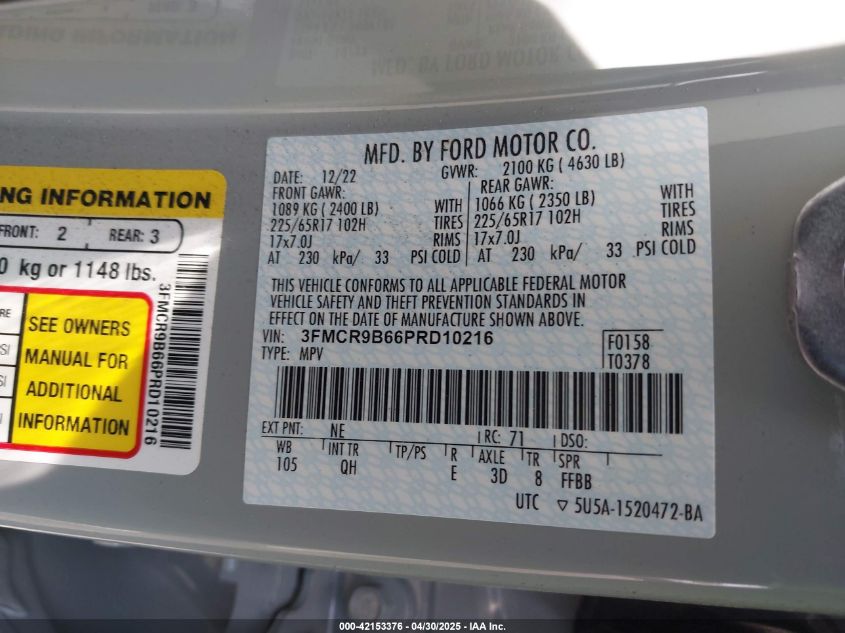 MFD. BY FORD MOTOR CO.
DATE: 12/22 GVWR: 2100 KG ( 4630 LB)
FRONT GAWR: REAR GAWR:
1089 KG ( 2400 LB) WITH 1066 KG ( 2350 LB) WITH
225/65R17 102H TIRES 225/65R17 102H TIRES
17x7.0J RIMS 17x7.0J RIMS
AT 230 kPa/ 33 PSI COLD AT 230 kPa/ 33 PSI COLD
THIS VEHICLE CONFORMS TO ALL APPLICABLE FEDERAL MOTOR
VEHICLE SAFETY AND THEFT PREVENTION STANDARDS IN
EFFECT ON THE DATE OF MANUFACTURE SHOWN ABOVE.
VIN: 3FMCR9B66PRD10216
TYPE: MPV
F0158
T0378
EXT PNT: NE RC: 71 DSO:
WB INT TR TP/PS R AXLE TR SPR
105 QH E 3D 8 FFBB
UTC ▽ 5U5A-1520472-BA
NG INFORMATION
FRONT: 2 REAR: 3
0 kg or 1148 lbs.
SEE OWNERS
MANUAL FOR
ADDITIONAL
INFORMATION
3FMCR9B66PRD10216
000-42153376 - 04/30/2025 - IAA Inc.